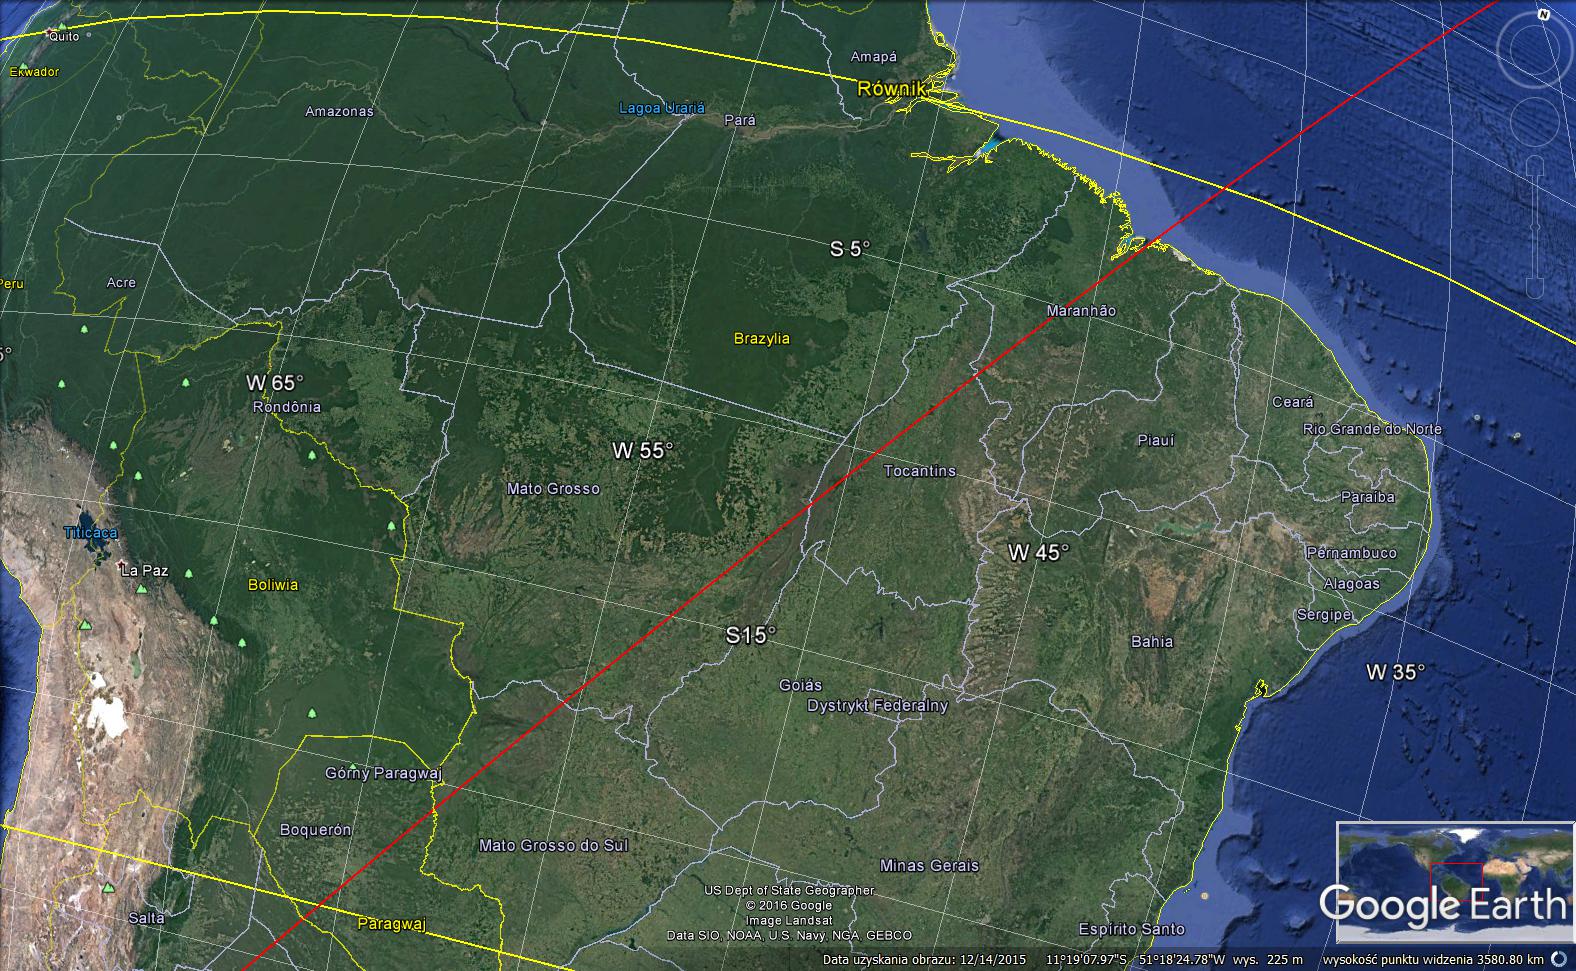 N
Quito
Ekwador
Amapá
Równik
Amazonas
Lagoa Urariá
Pará
S 5°
Acre
Peru
Maranhão
Brazylia
5°
W 65°
Rondônia
Ceará
Rio Grande do Norte
Piauí
W 55°
Tocantins
Mato Grosso
Paraíba
Titicaca
W 45°
Pernambuco
La Paz
Boliwia
Alagoas
Sergipe
S15°
Bahia
W 35°
Goiás
Dystrykt Federalny
Górny Paragwaj
Boquerón
Mato Grosso do Sul
Minas Gerais
US Dept of State Geographer
© 2016 Google
Image Landsat
Data SIO, NOAA, U.S. Navy, NGA, GEBCO
Salta
Paragwaj
Espírito Santo
Google Earth
Data uzyskania obrazu: 12/14/2015 11°19'07.97"S 51°18'24.78"W wys. 225 m wysokość punktu widzenia 3580.80 km